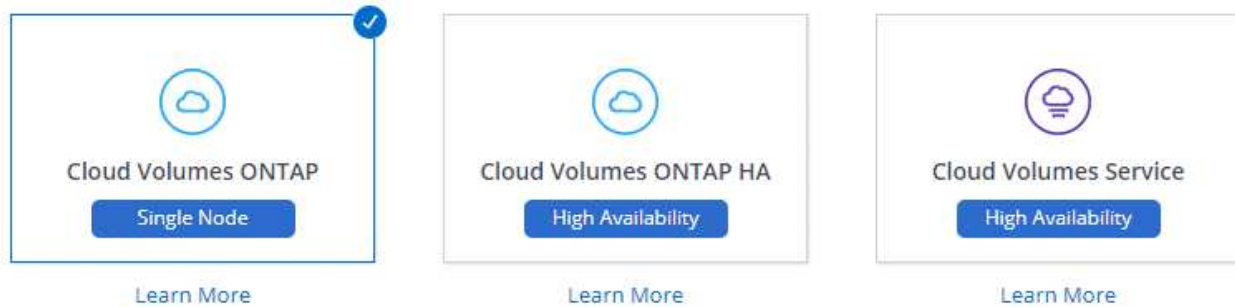 Cloud Volumes ONTAP
Single Node
Learn More
Cloud Volumes ONTAP HA
High Availability
Learn More
Cloud Volumes Service
High Availability
Learn More